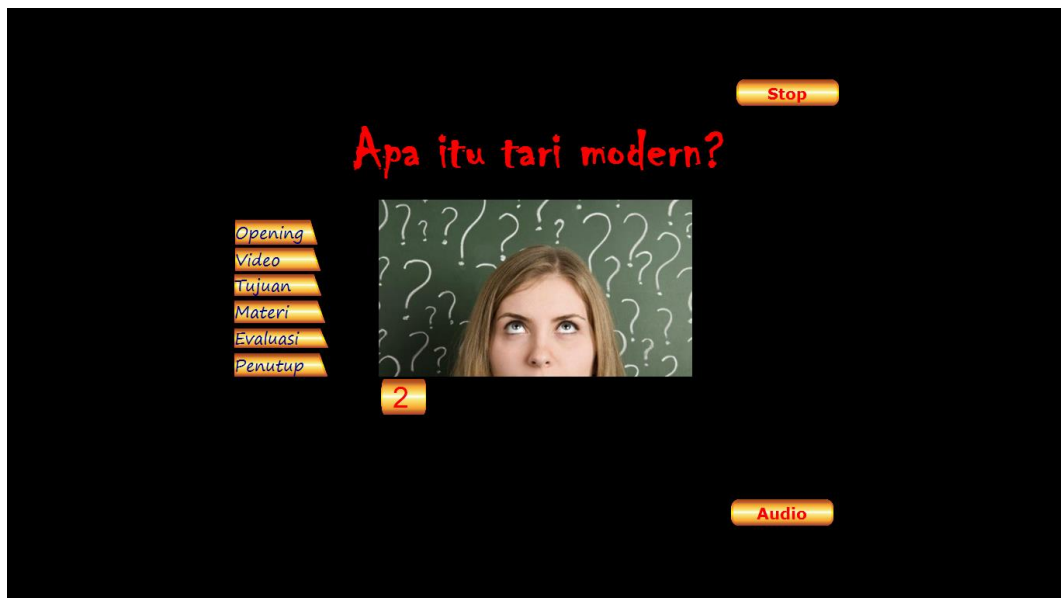 Stop
Apa itu tari modern?
Opening
Video
Tujuan
Materi
Evaluasi
Penutup
2
Audio